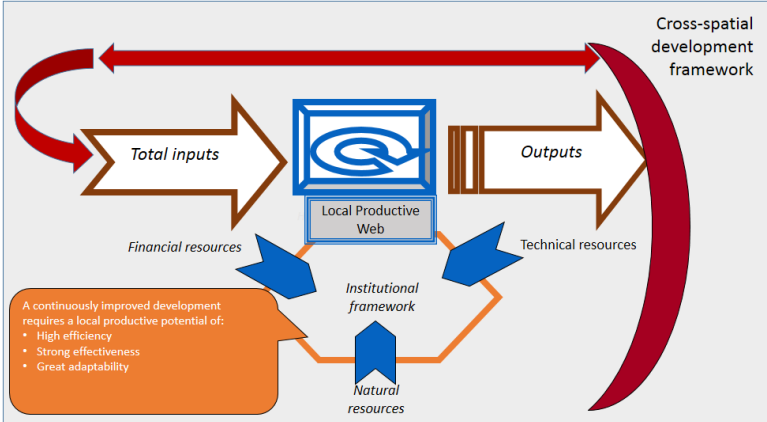 Cross-spatial
development
framework
Total inputs
Outputs
Local Productive
Web
Financial resources
Technical resources
Institutional
framework
A continuously improved development
requires a local productive potential of:
• High efficiency
• Strong effectiveness
• Great adaptability
Natural
resources